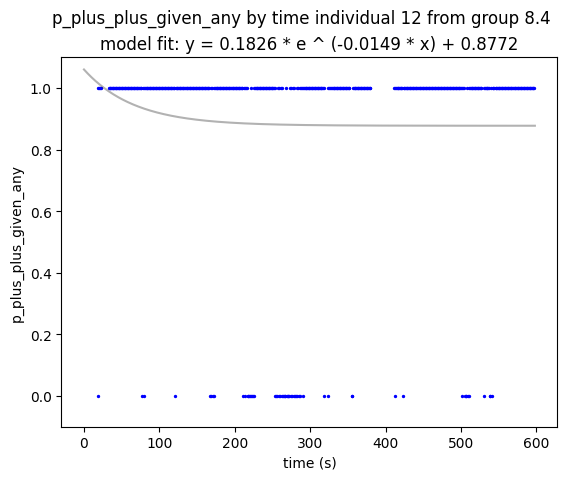 p_plus_plus_given_any by time individual 12 from group 8.4
model fit: y = 0.1826 * e ^ (-0.0149 * x) + 0.8772
1.0
0.8
0.6
0.4
0.2
0.0
p_plus_plus_given_any
0 100 200 300 400 500 600
time (s)